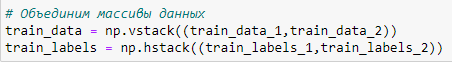 # Объединим массивы данных
train_data = np.vstack((train_data_1,train_data_2))
train_labels = np.hstack((train_labels_1,train_labels_2))